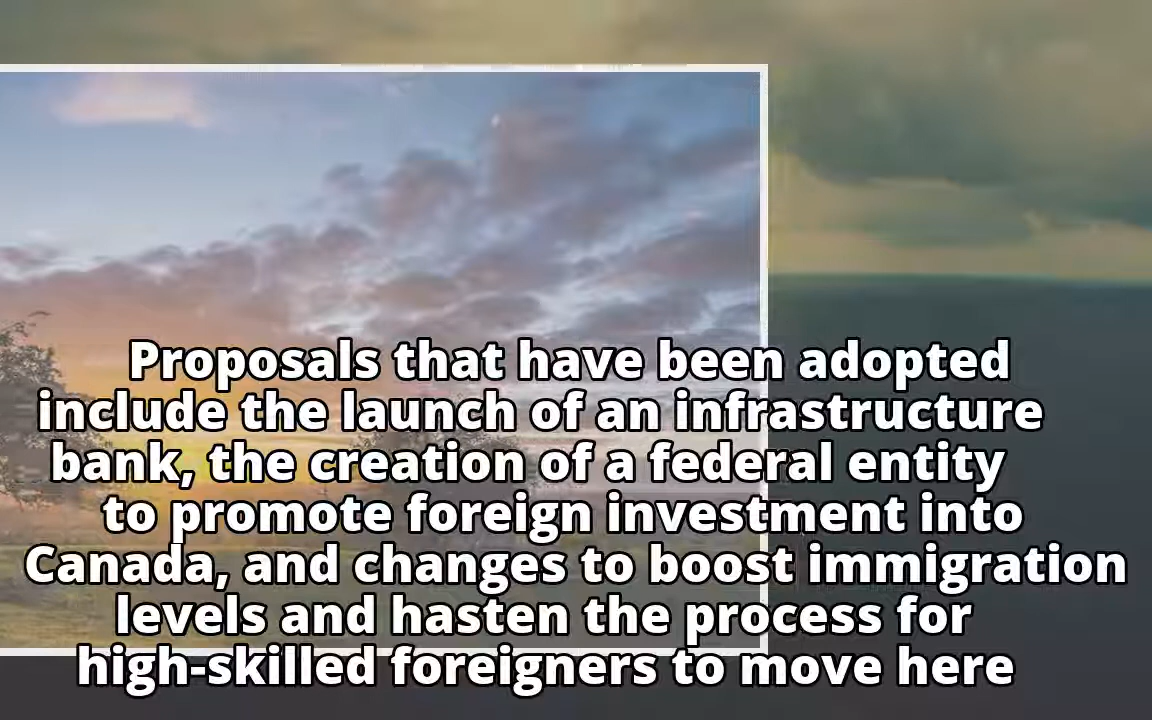 Proposals that have been adopted
include the launch of an infrastructure
bank, the creation of a federal entity
to promote foreign investment into
Canada, and changes to boost immigration
levels and hasten the process for
high-skilled foreigners to move here